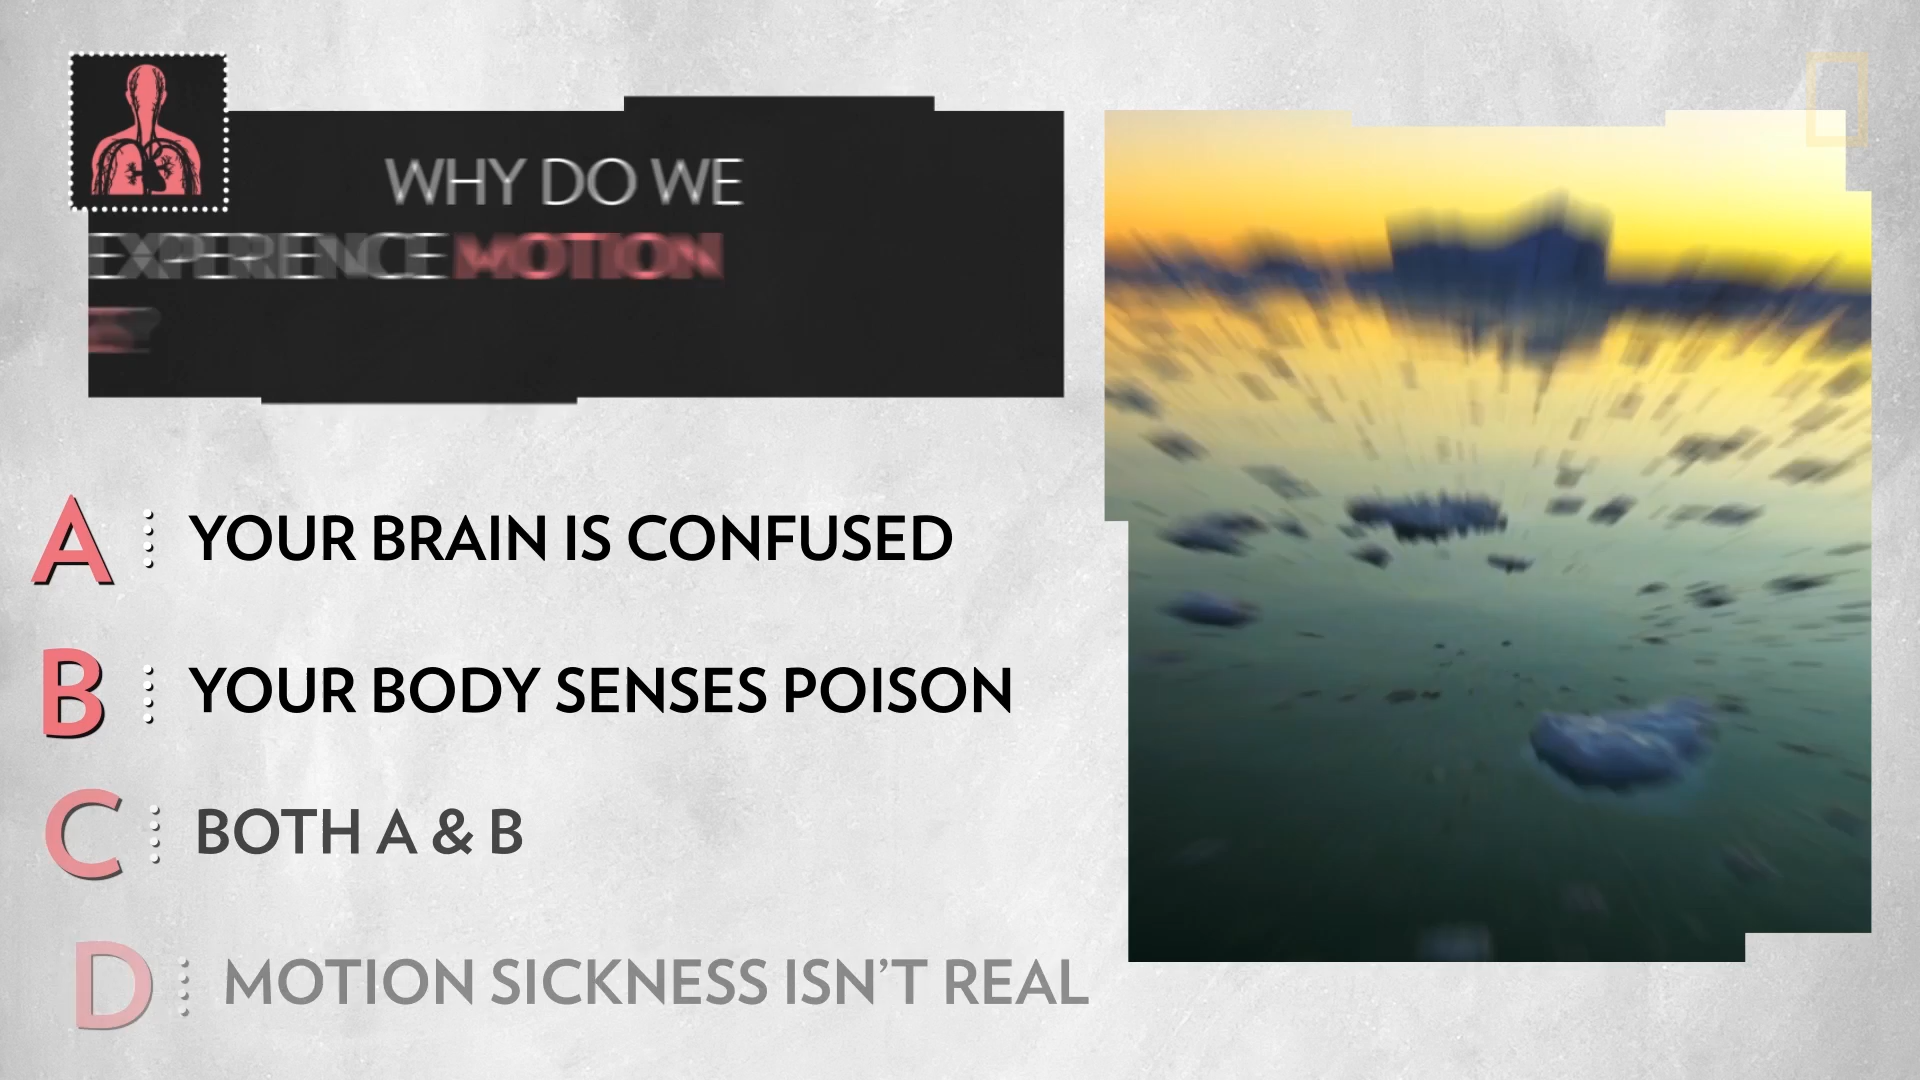 WHY DO WE
EXPERIENCE MOTION
A YOUR BRAIN IS CONFUSED
B YOUR BODY SENSES POISON
C BOTH A & B
D MOTION SICKNESS ISN’T REAL